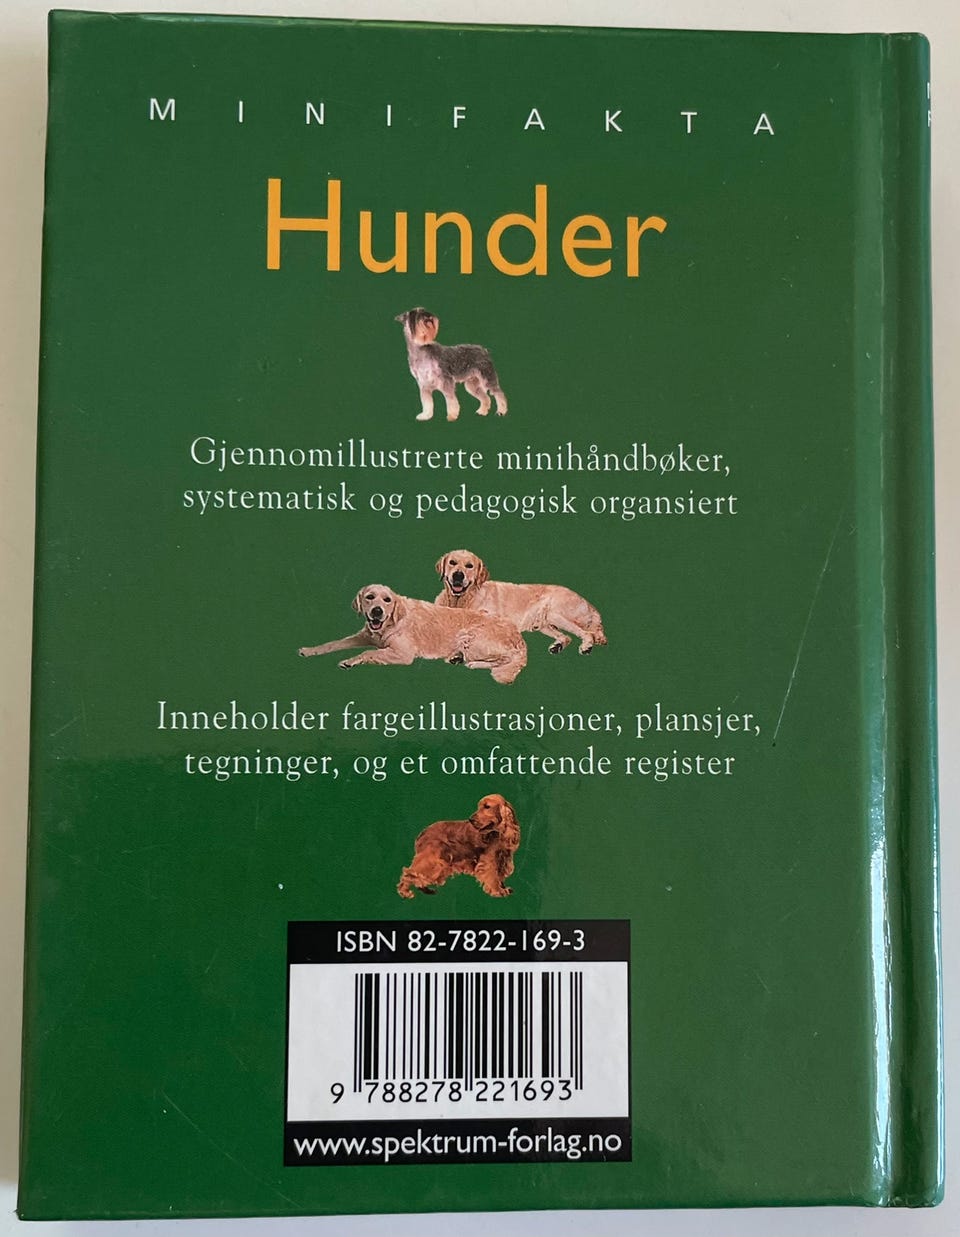 MINIFAKTA
Hunder
Gjennomillustrerte minihåndbøker,
systematisk og pedagogisk organsiert
Inneholder fargeillustrasjoner, plansjer,
tegninger, og et omfattende register
ISBN 82-7822-169-3
9 788278 221693
www.spektrum-forlag.no